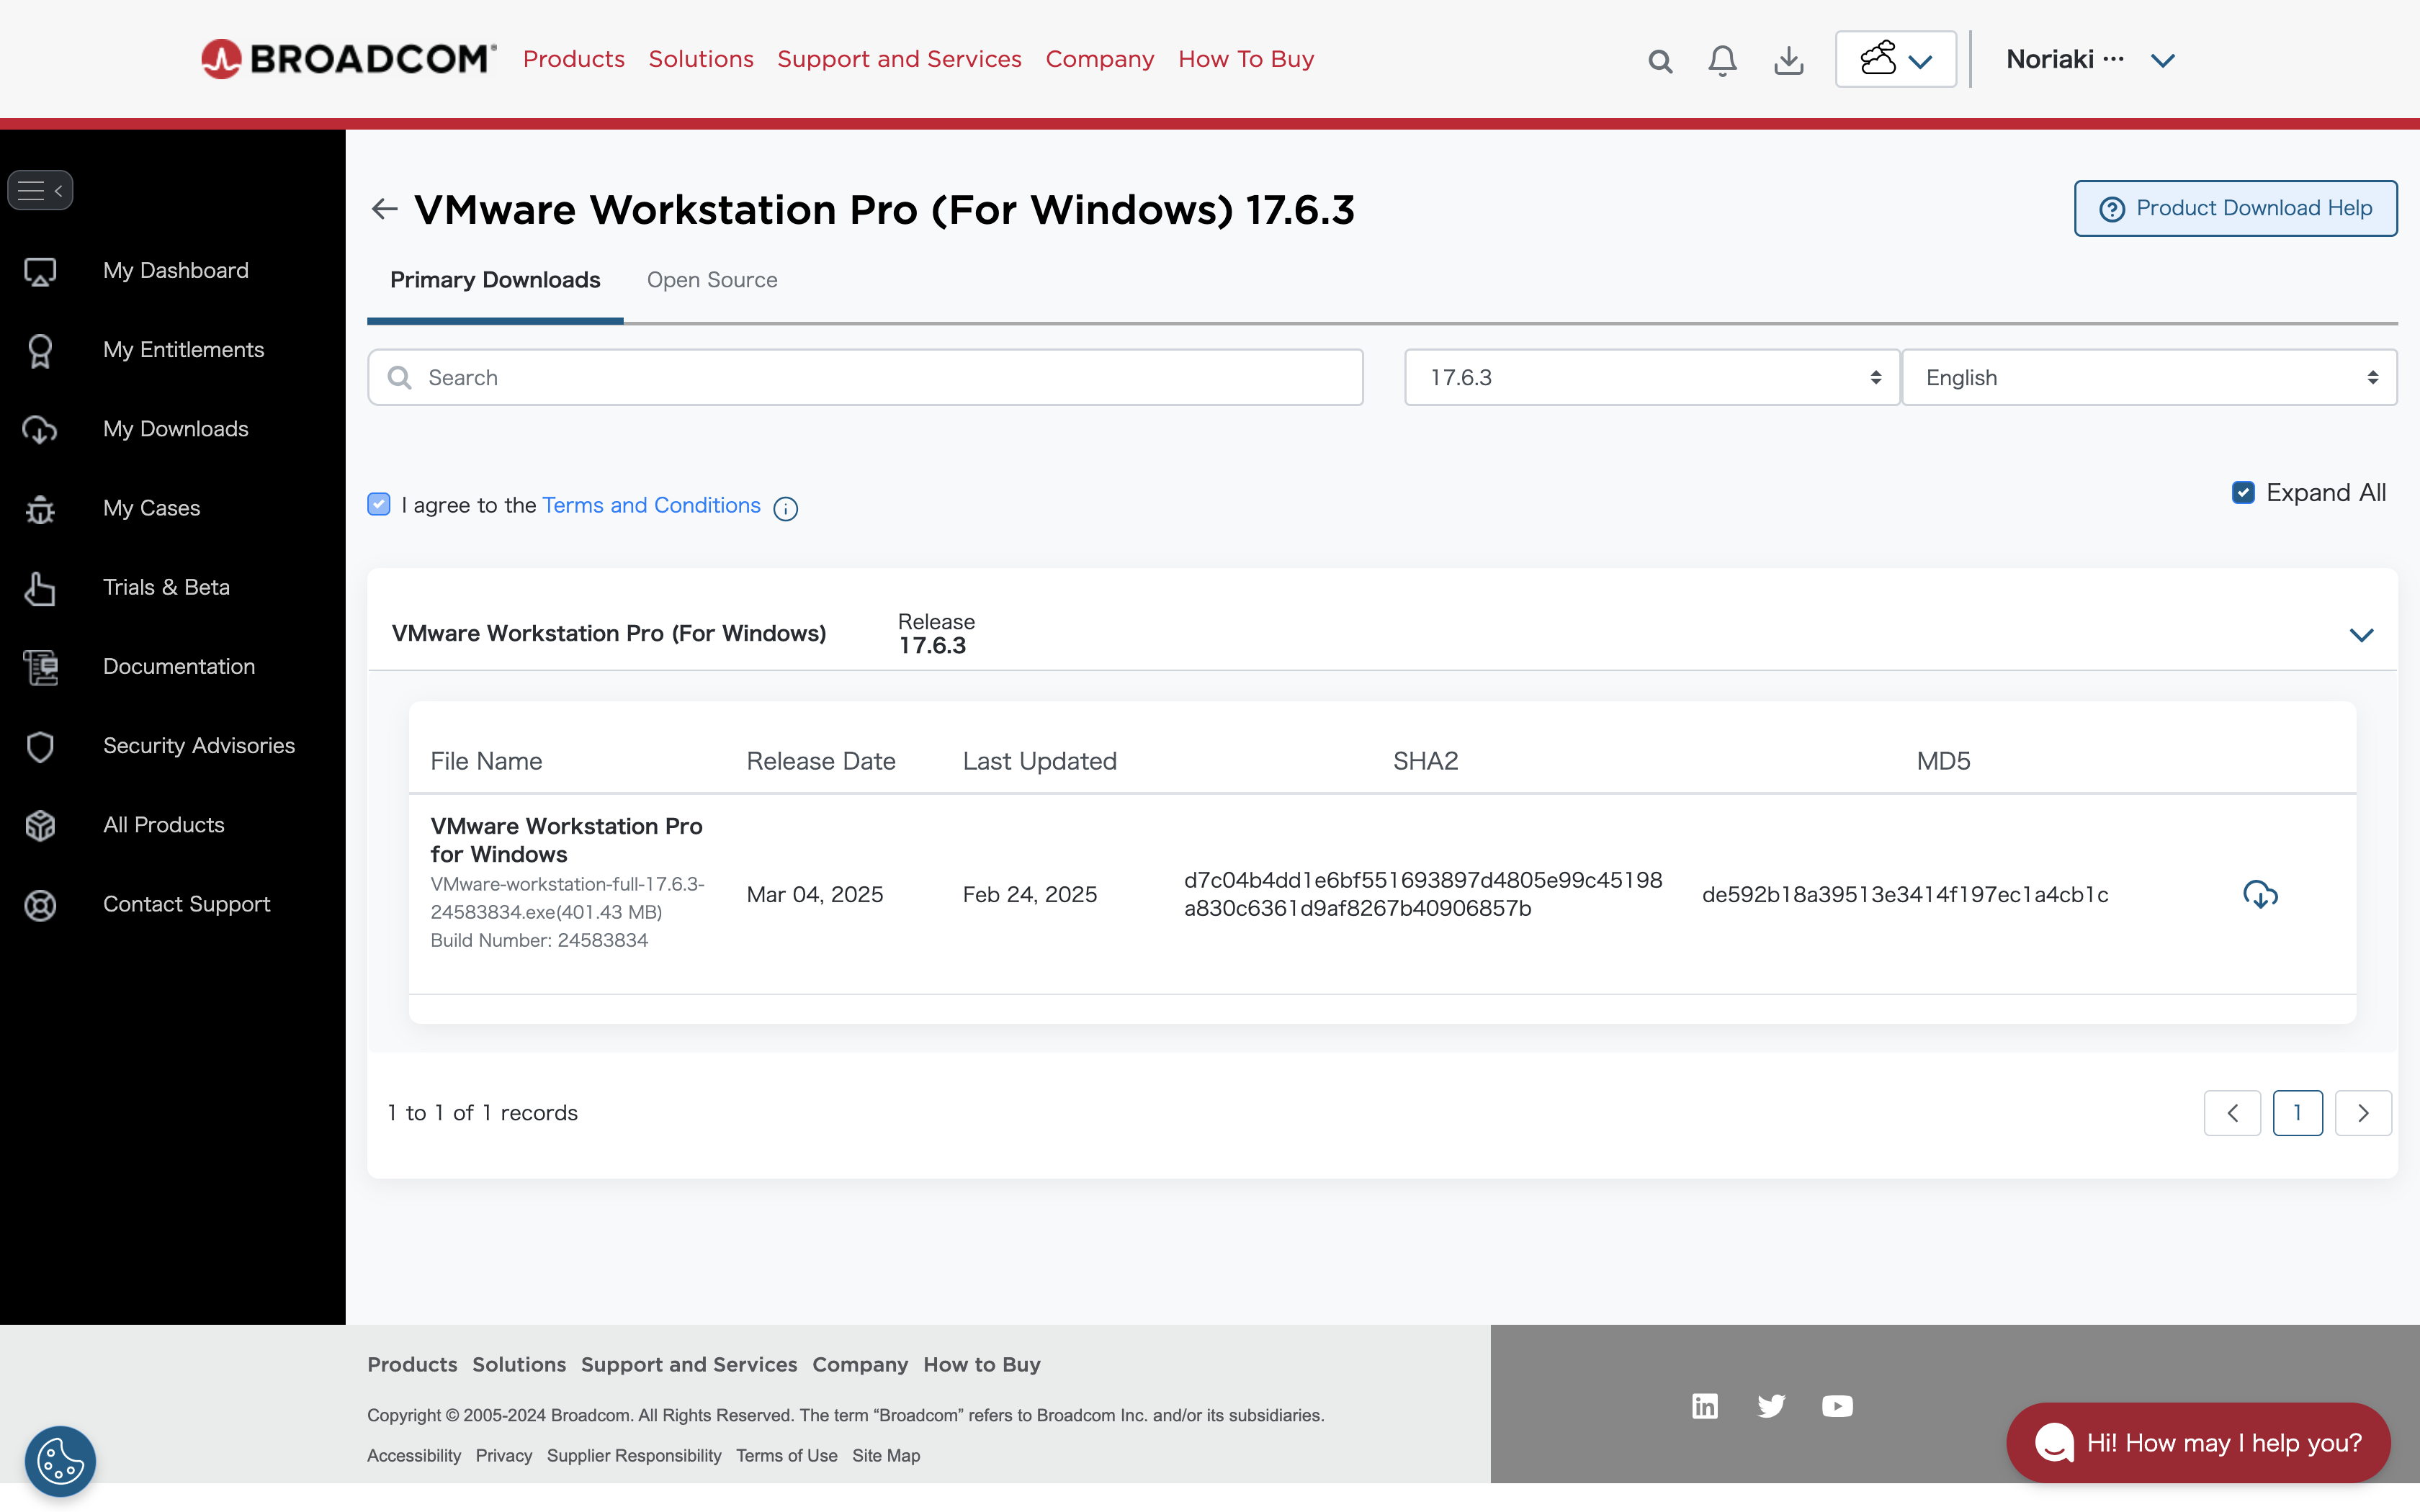 BROADCOM®
Products Solutions Support and Services Company How To Buy
Noriaki ···
My Dashboard
My Entitlements
My Downloads
My Cases
Trials & Beta
Documentation
Security Advisories
All Products
Contact Support
VMware Workstation Pro (For Windows) 17.6.3
Product Download Help
Primary Downloads Open Source
Search
17.6.3
English
I agree to the Terms and Conditions
Expand All
VMware Workstation Pro (For Windows)
Release
17.6.3
File Name Release Date Last Updated SHA2 MD5
VMware Workstation Pro
for Windows
VMware-workstation-full-17.6.3-
24583834.exe(401.43 MB)
Build Number: 24583834
Mar 04, 2025
Feb 24, 2025
d7c04b4dd1e6bf551693897d4805e99c45198
a830c6361d9af8267b40906857b
de592b18a39513e3414f197ec1a4cb1c
1 to 1 of 1 records
1
Products Solutions Support and Services Company How to Buy
Copyright © 2005-2024 Broadcom. All Rights Reserved. The term “Broadcom” refers to Broadcom Inc. and/or its subsidiaries.
Accessibility Privacy Supplier Responsibility Terms of Use Site Map
in
Hi! How may I help you?